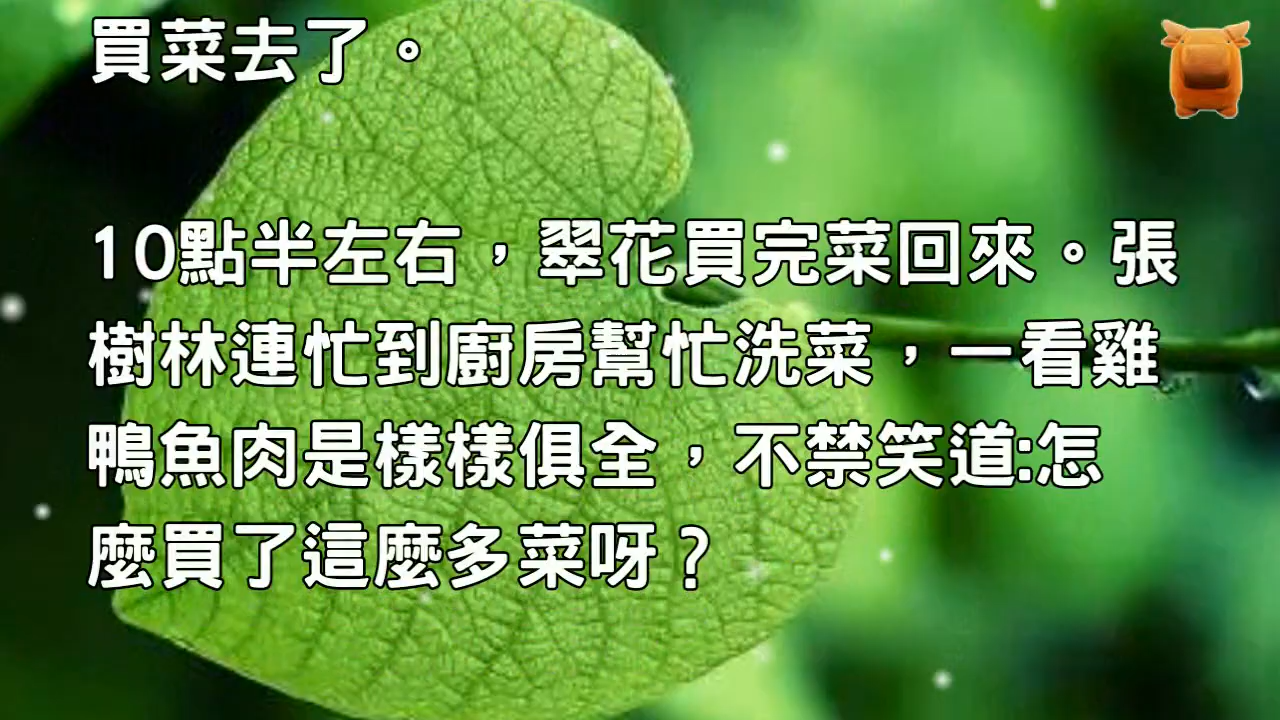 買菜去了。
10點半左右，翠花買完菜回來。張
樹林連忙到廚房幫忙洗菜，一看雞
鴨魚肉是樣樣俱全，不禁笑道:怎
麼買了這麼多菜呀？